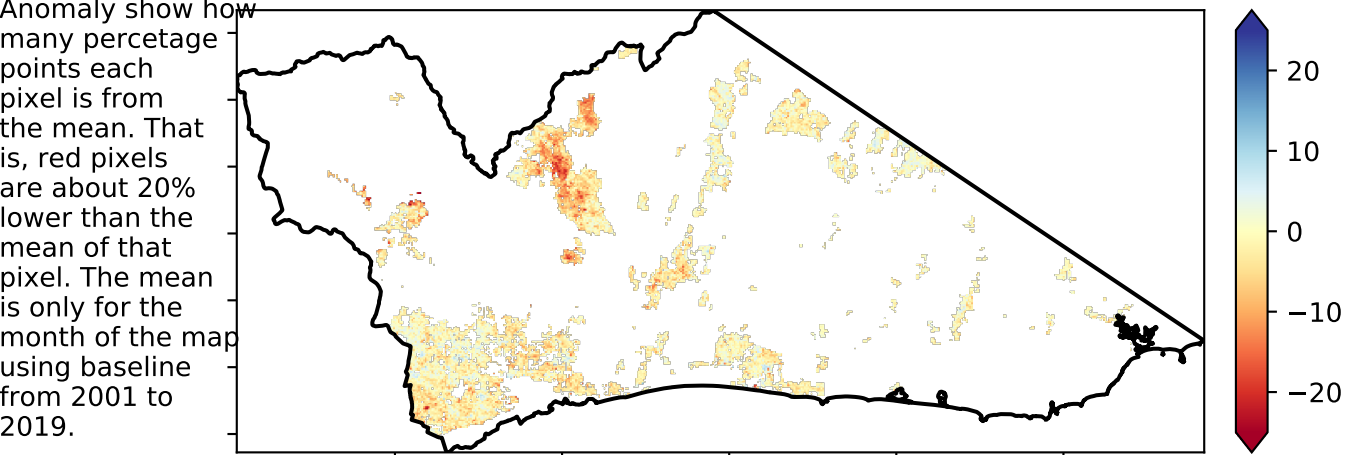 Anomaly show how
many percetage
points each
pixel is from
the mean. That
is, red pixels
are about 20%
lower than the
mean of that
pixel. The mean
is only for the
month of the map
using baseline
from 2001 to
2019.
20
10
0
−10
−20